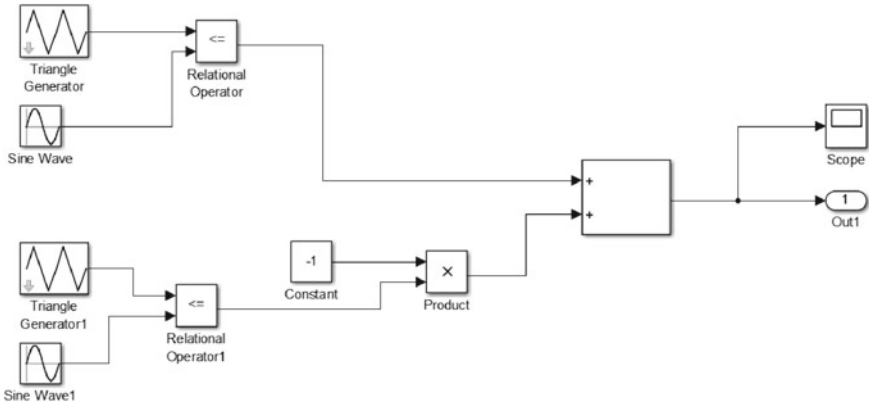 <=
Triangle
Generator
Relational
Operator
Sine Wave
Scope
+
+
1
Out1
-1
Constant
×
Product
Triangle
Generator1
<=
Relational
Operator1
Sine Wave1